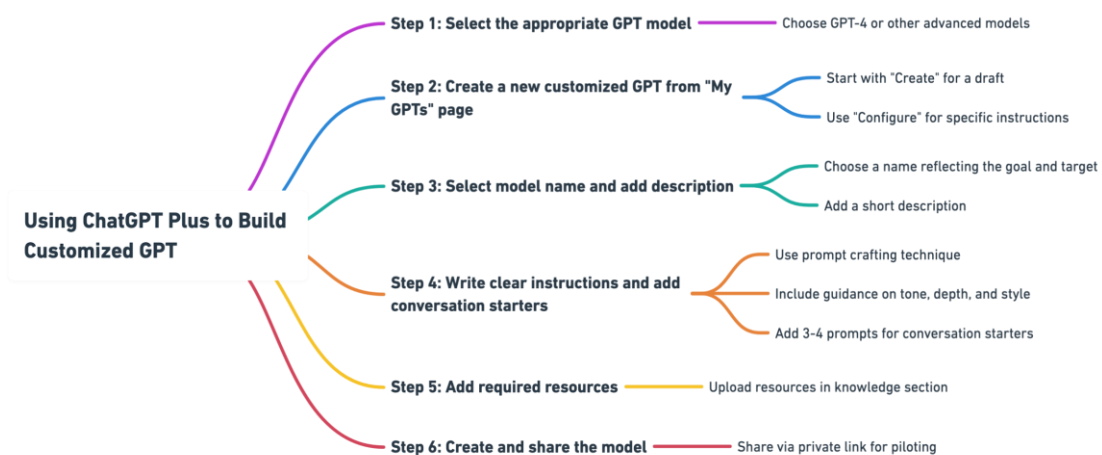 Using ChatGPT Plus to Build
Customized GPT
Step 1: Select the appropriate GPT model
Choose GPT-4 or other advanced models
Step 2: Create a new customized GPT from "My
GPTs" page
Start with "Create" for a draft
Use "Configure" for specific instructions
Step 3: Select model name and add description
Choose a name reflecting the goal and target
Add a short description
Step 4: Write clear instructions and add
conversation starters
Use prompt crafting technique
Include guidance on tone, depth, and style
Add 3-4 prompts for conversation starters
Step 5: Add required resources
Upload resources in knowledge section
Step 6: Create and share the model
Share via private link for piloting